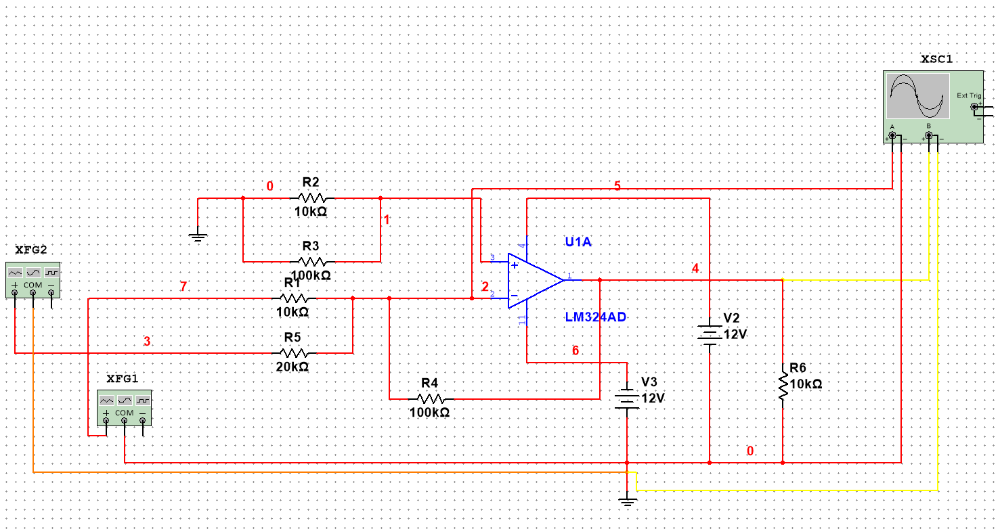 XSC1
Ext Trig
+
−
A
B
+
−
+
−
0
R2
10kΩ
5
1
R3
100kΩ
U1A
4
3
+
1
4
2
2
−
11
LM324AD
XFG2
+
COM
−
7
R1
10kΩ
V2
12V
3
R5
20kΩ
6
XFG1
+
COM
−
R4
100kΩ
V3
12V
R6
10kΩ
0